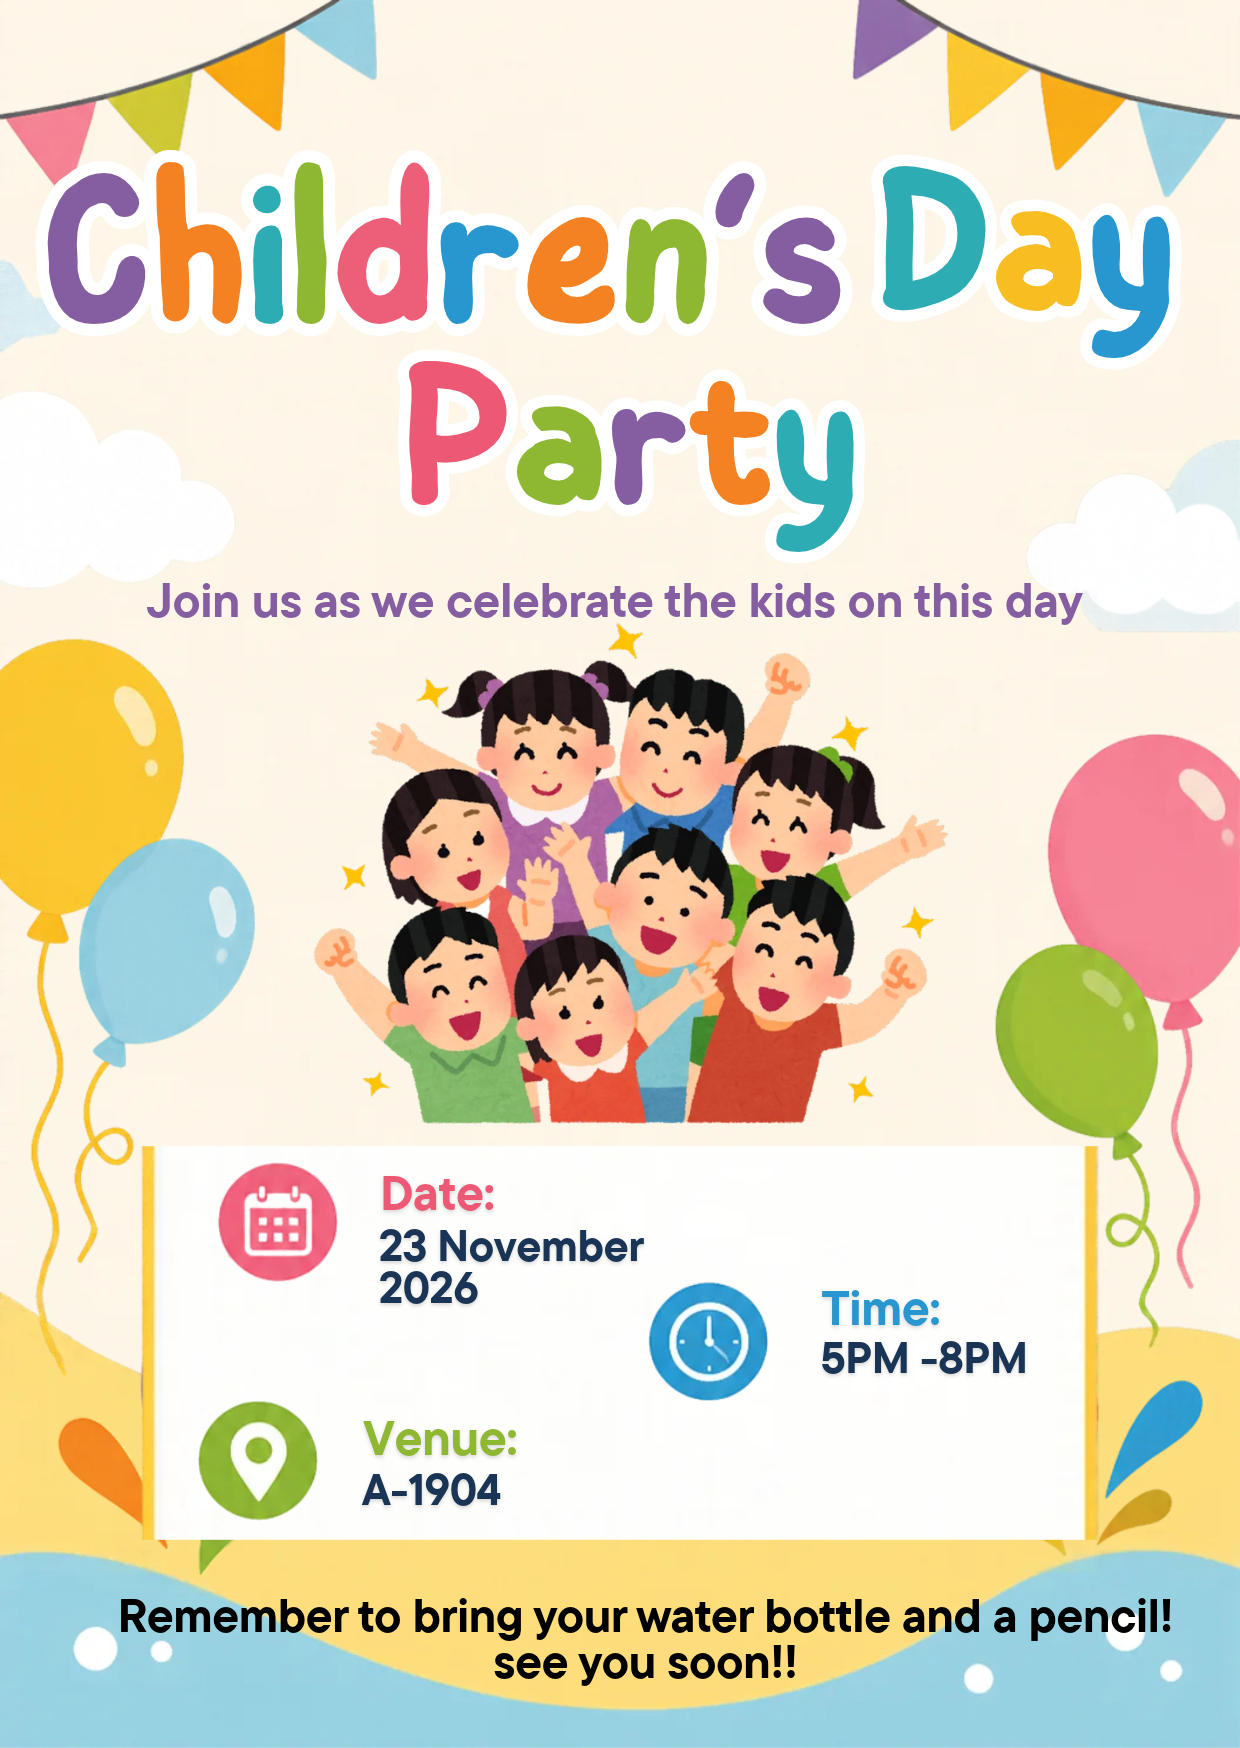 Children's Day
Party
Join us as we celebrate the kids on this day
Date:
23 November
2026
Time:
5PM -8PM
Venue:
A-1904
Remember to bring your water bottle and a pencil!
see you soon!!